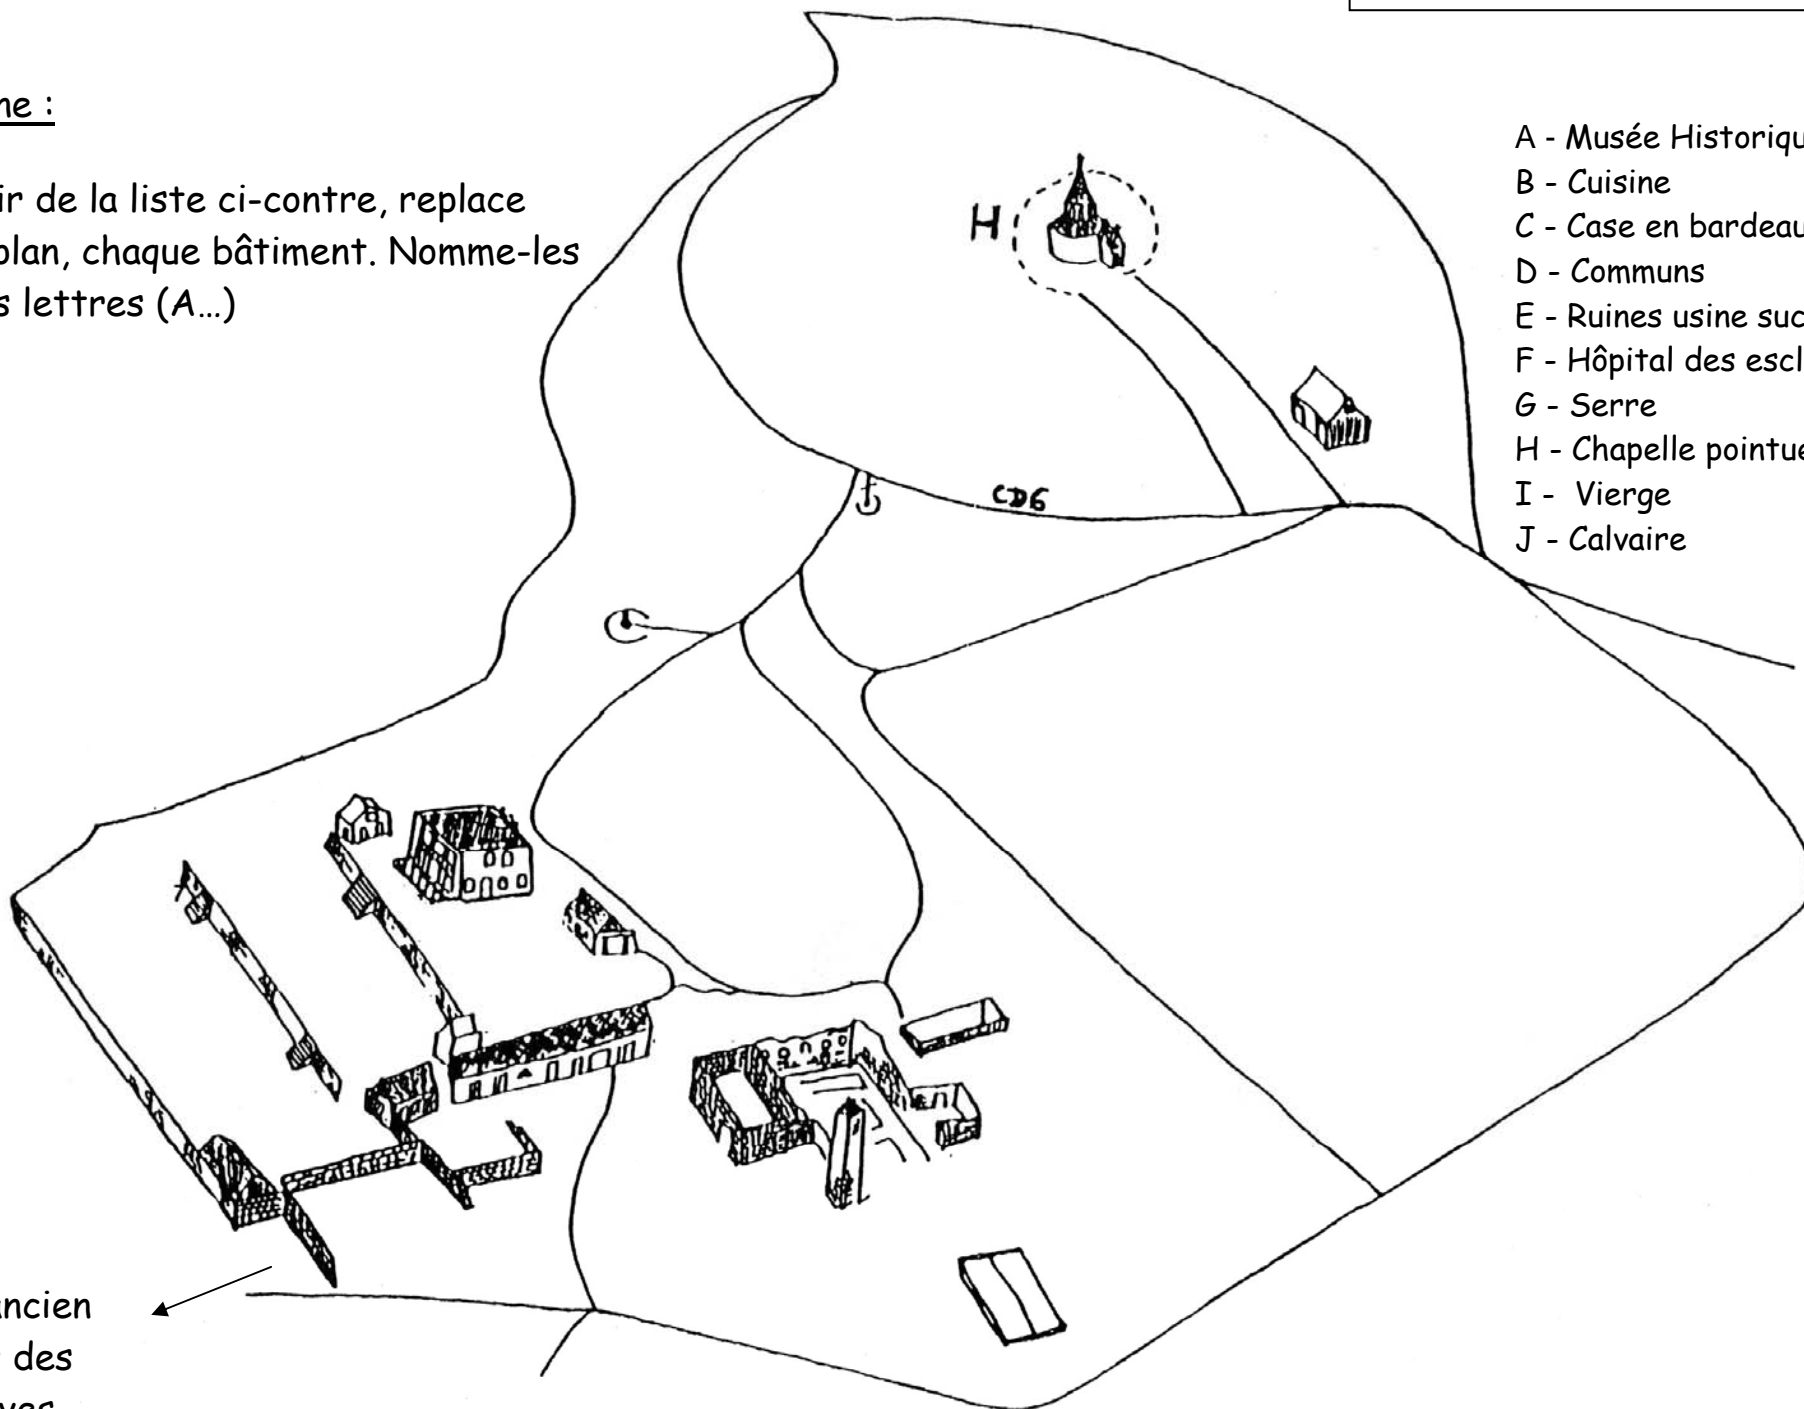 ne :
ir de la liste ci-contre, replace
plan, chaque bâtiment. Nomme-les
s lettres (A…)
A - Musée Historiqu
B - Cuisine
C - Case en bardeau
D - Communs
E - Ruines usine suc
F - Hôpital des escl
G - Serre
H - Chapelle pointue
I - Vierge
J - Calvaire
H
CD6
ancien
des
ves